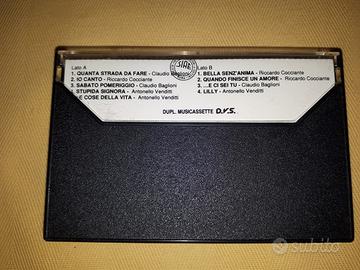 SIAE
Lato A
1. QUANTA STRADA DA FARE - Claudio Baglioni
2. IO CANTO - Riccardo Cocciante
3. SABATO POMERIGGIO - Claudio Baglioni
4. STUPIDA SIGNORA - Antonello Venditti
E COSE DELLA VITA - Antonello Venditti
Lato B
1. BELLA SENZ'ANIMA - Riccardo Cocciante
2. QUANDO FINISCE UN AMORE - Riccardo Cocciante
3. ...E CI SEI TU - Claudio Baglioni
4. LILLY - Antonello Venditti
DUPL. MUSICASSETTE D.V.S.
subito